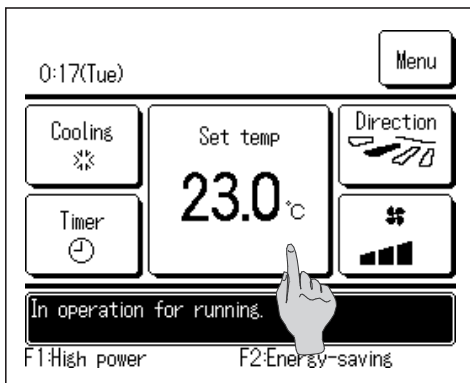 0:17(Tue)
Menu
Cooling
Set temp
Direction
23.0°C
Timer
In operation for running.
F1:High power
F2:Energy-saving